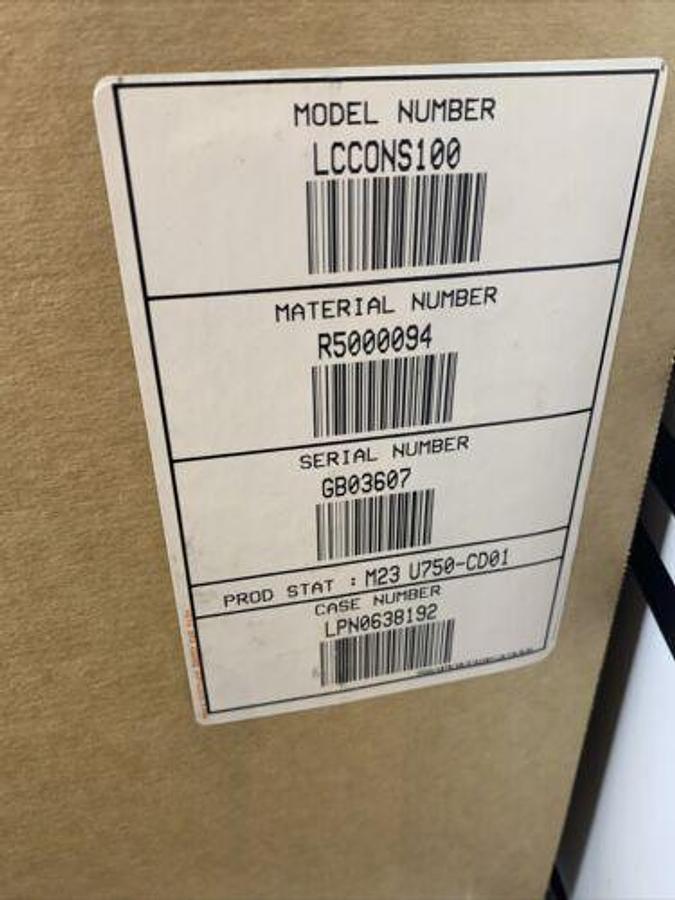 MODEL NUMBER
LCCONS100
MATERIAL NUMBER
R5000094
SERIAL NUMBER
GB03607
PROD STAT : M23 U750-CD01
CASE NUMBER
LPN0638192